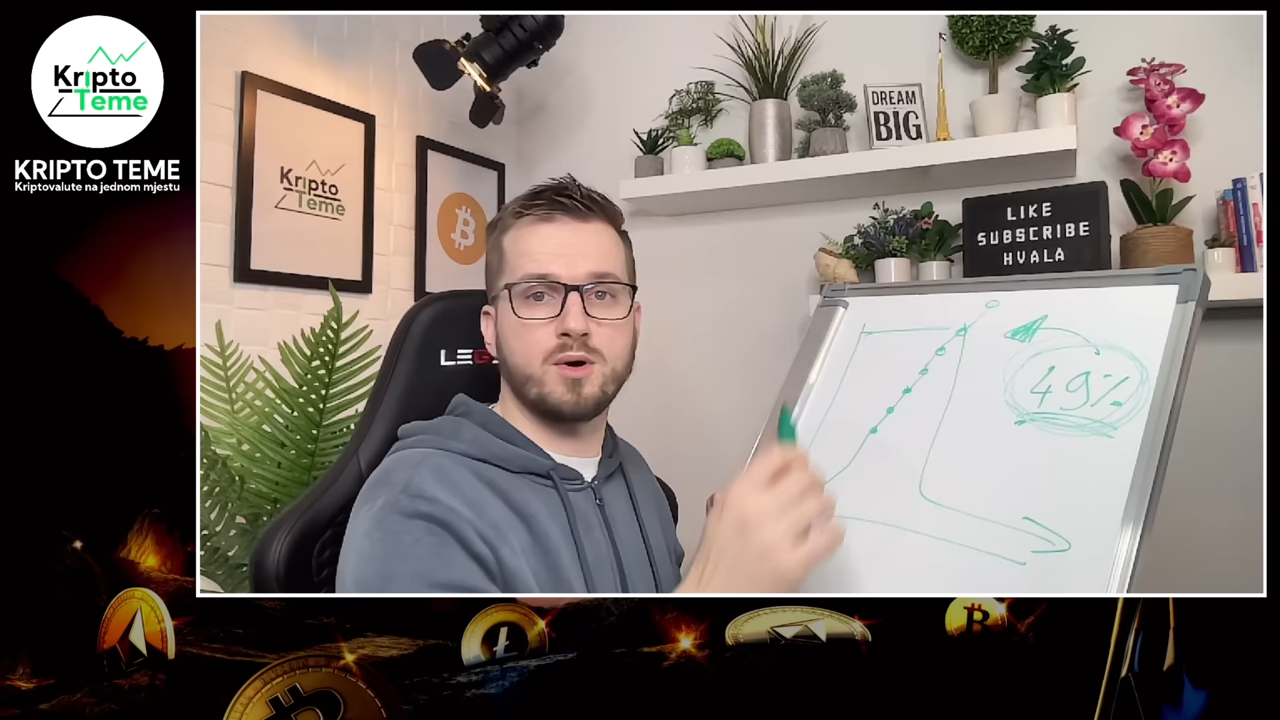 Kripto
Teme
KRIPTO TEME
Kriptovalute na jednom mjestu
Kripto
Teme
DREAM
BIG
LIKE
SUBSCRIBE
HVALA
49%